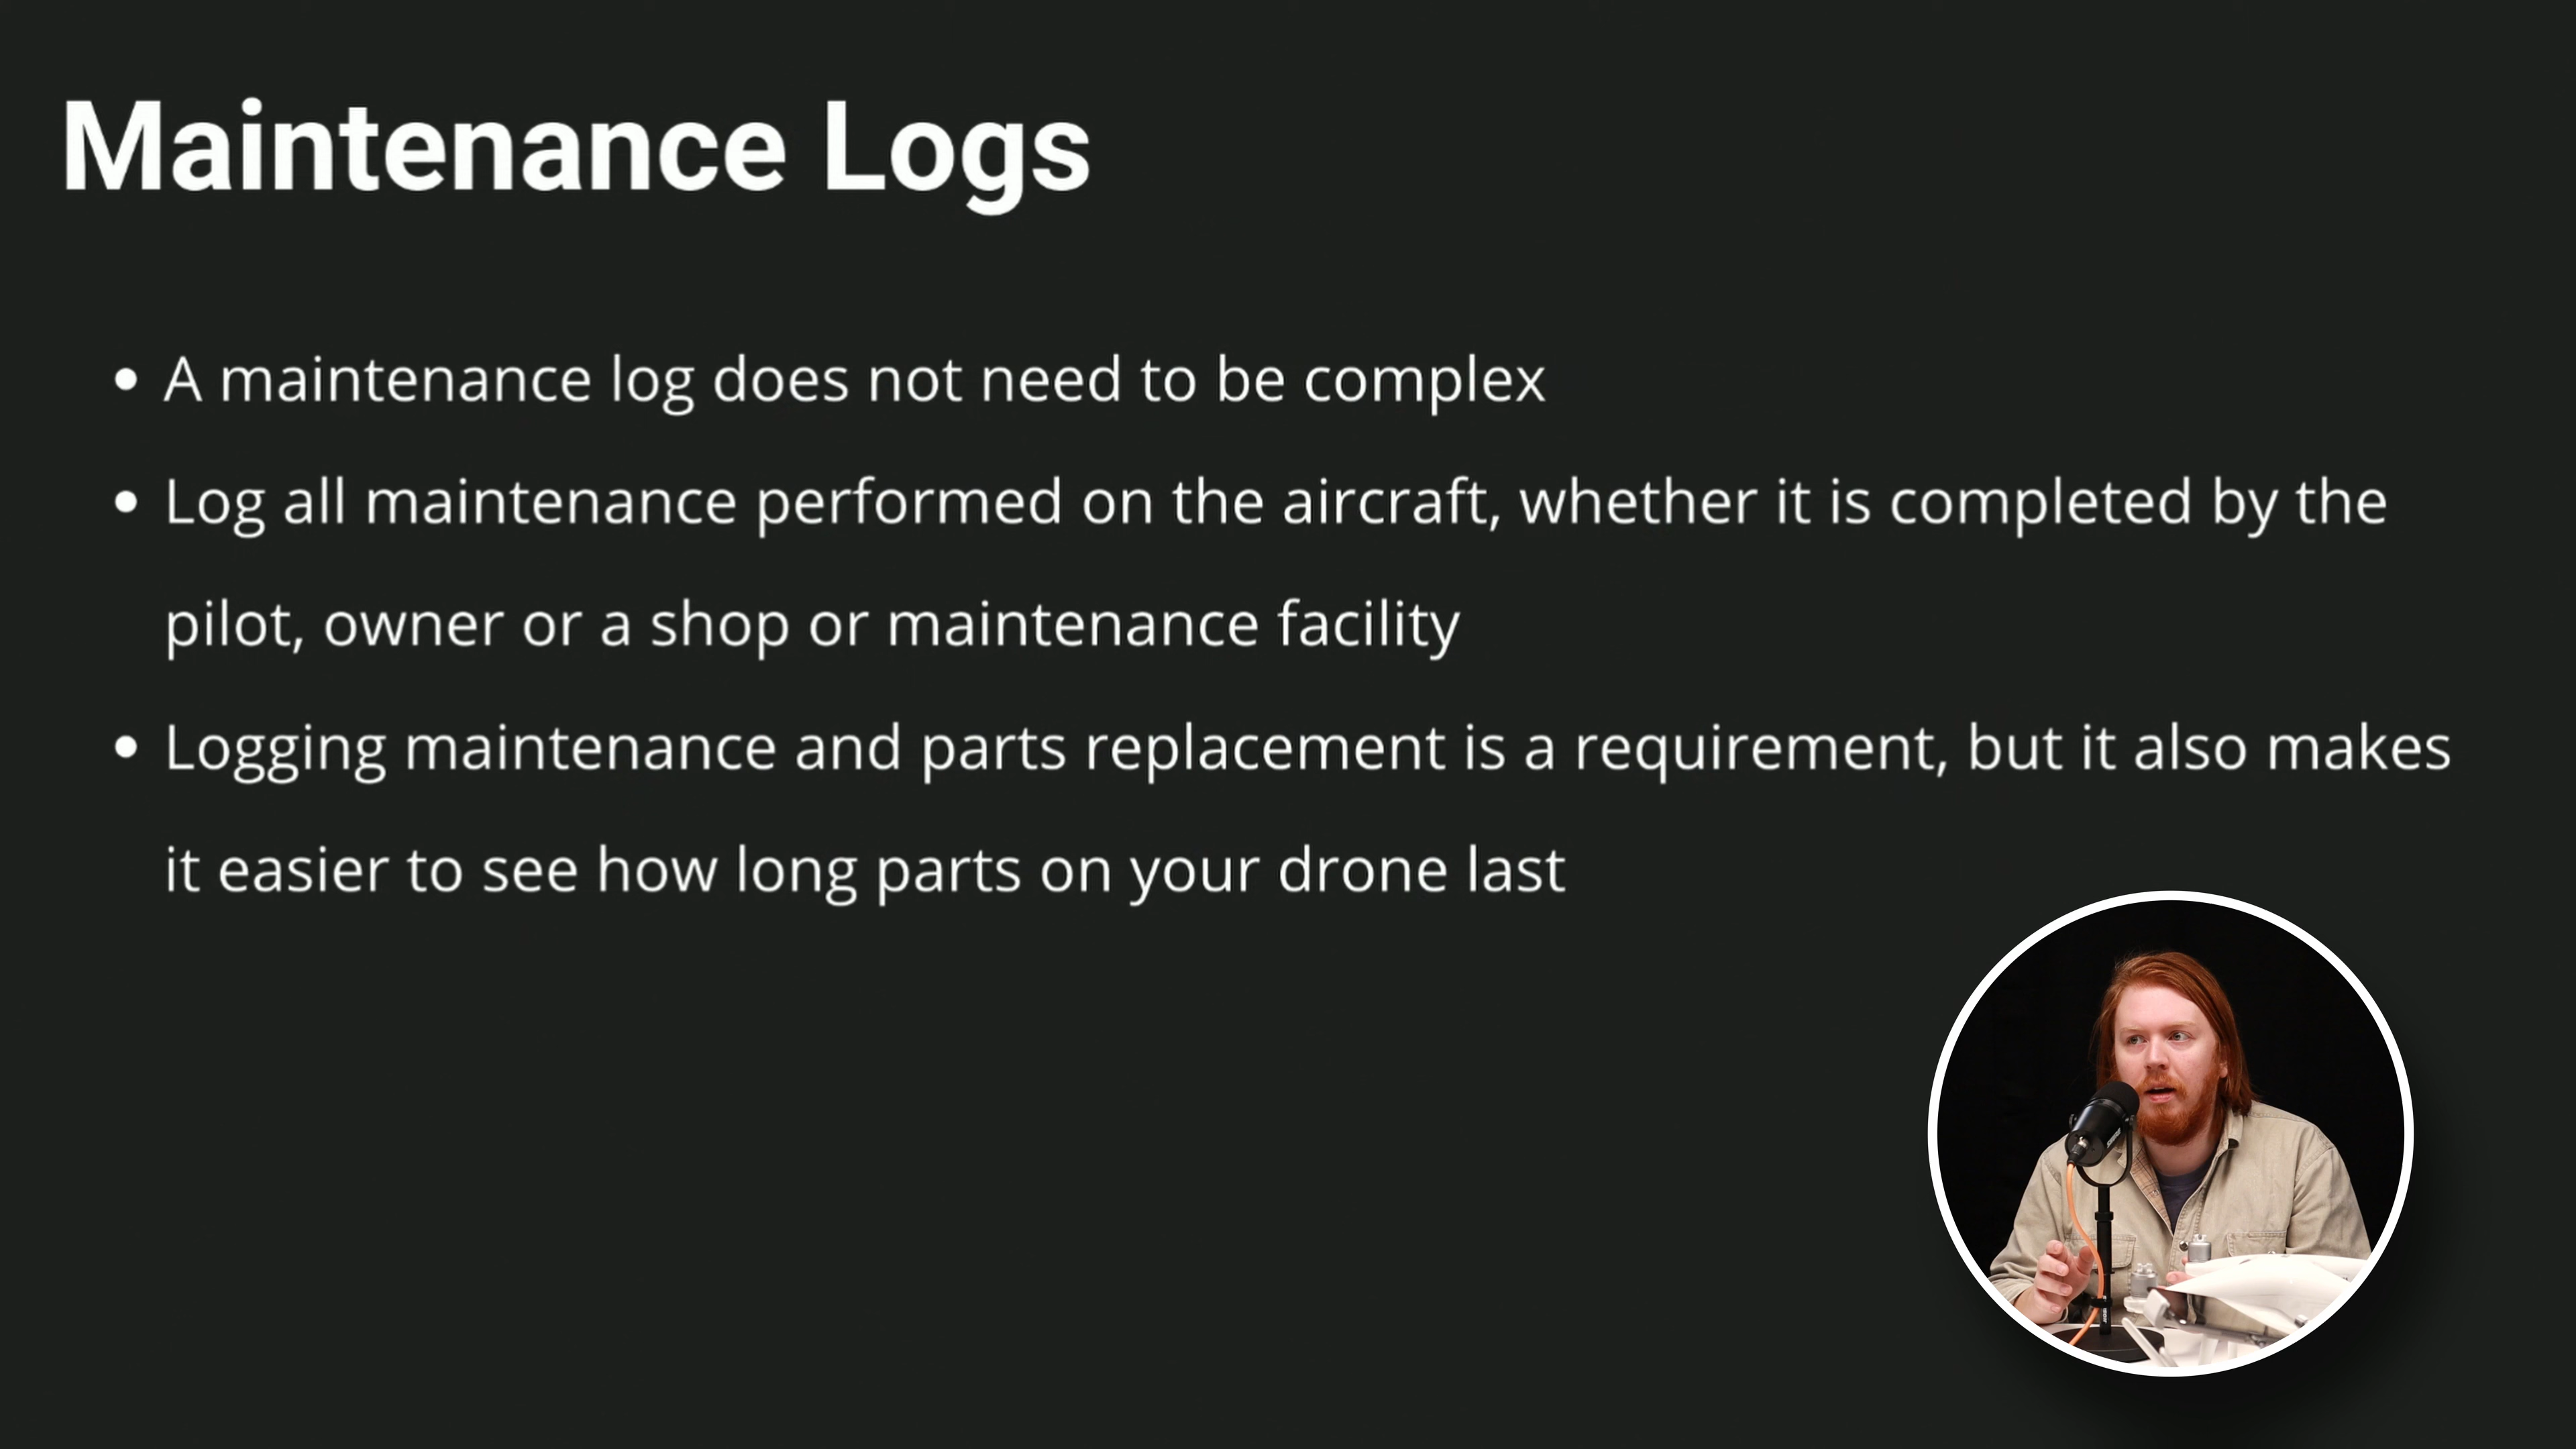 Maintenance Logs
• A maintenance log does not need to be complex
• Log all maintenance performed on the aircraft, whether it is completed by the
pilot, owner or a shop or maintenance facility
• Logging maintenance and parts replacement is a requirement, but it also makes
it easier to see how long parts on your drone last